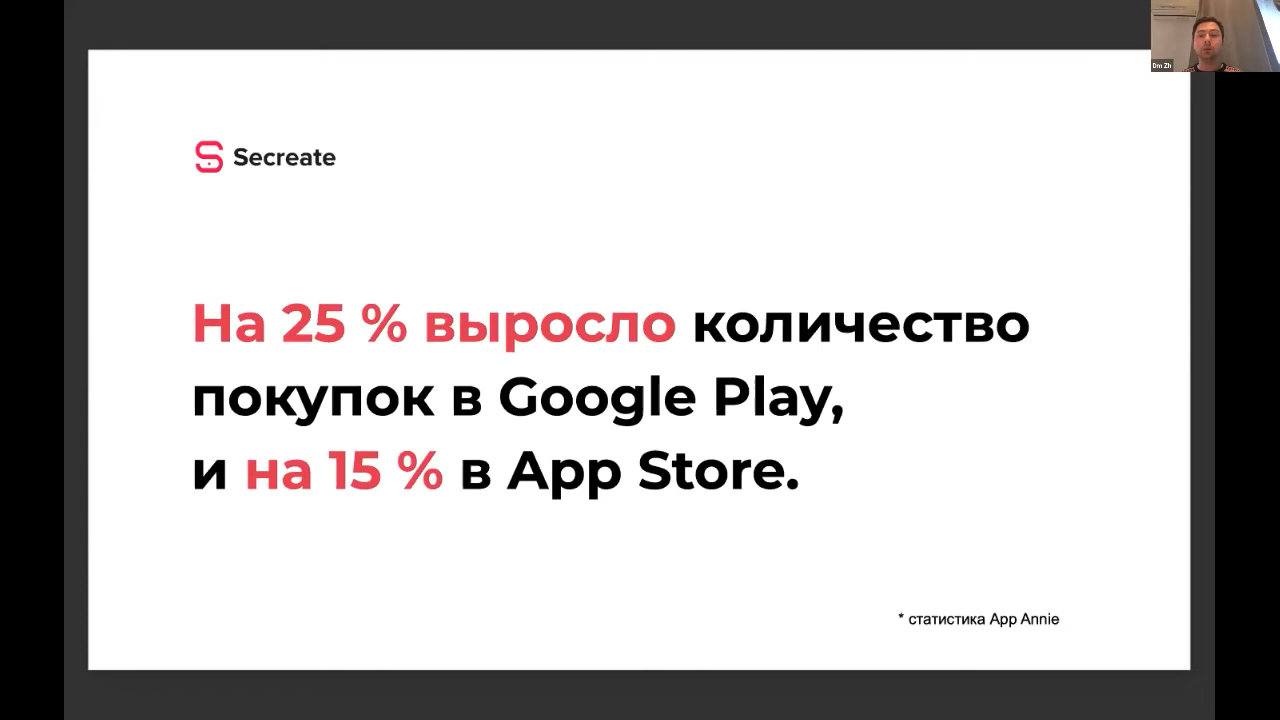 Dm Zh
Secreate
На 25 % выросло количество
покупок в Google Play,
и на 15 % в App Store.
* статистика App Annie